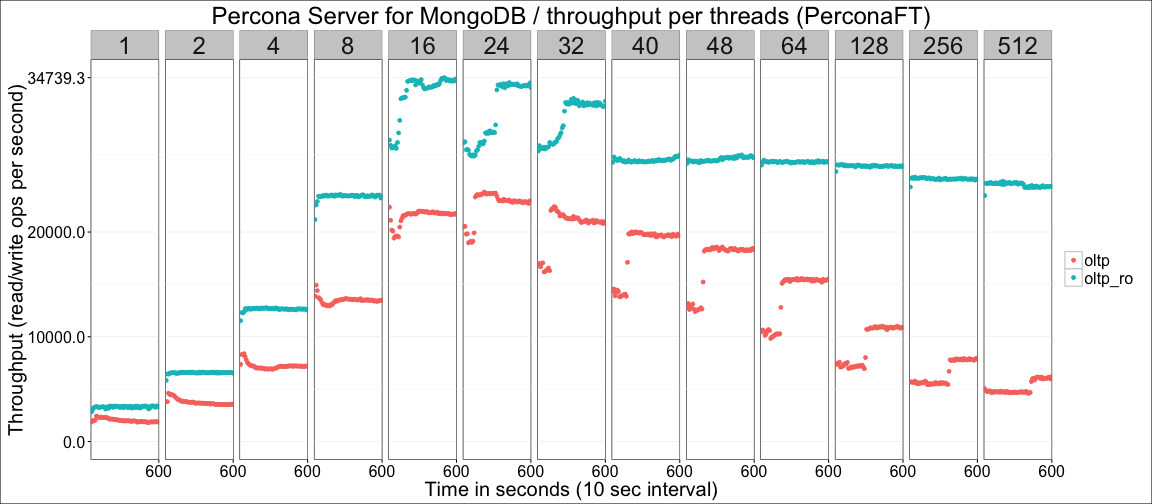 Percona Server for MongoDB / throughput per threads (PerconaFT)
1 2 4 8 16 24 32 40 48 64 128 256 512
Throughput (read/write ops per second)
34739.3
20000.0
10000.0
0.0
oltp
oltp_ro
600 600 600 600 600 600 600 600 600 600 600 600 600
Time in seconds (10 sec interval)